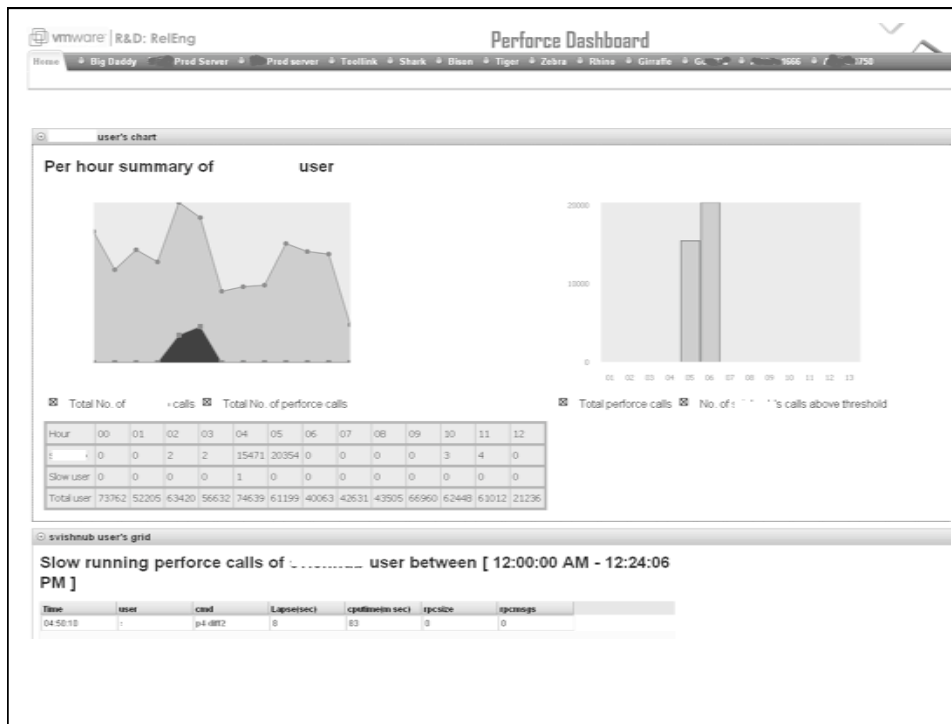 vmware R&D: RelEng
Perforce Dashboard
Home Big Daddy Prod Server Prod server Toollink Shark Bison Tiger Zebra Rhino Girraffe 1666 3750
user's chart
Per hour summary of user
20000
10000
0
01 02 03 04 05 06 07 08 09 10 11 12 13
Total No. of calls Total No. of perforce calls
Total perforce calls No. of 's calls above threshold
Hour 00 01 02 03 04 05 06 07 08 09 10 11 12
0 0 2 2 15471 20354 0 0 0 0 3 4 0
Slow user 0 0 0 0 1 0 0 0 0 0 0 0 0
Total user 73762 52205 63420 56632 74639 61199 40063 42631 43505 66960 62448 61012 21236
svishnub user's grid
Slow running perforce calls of user between [ 12:00:00 AM - 12:24:06
PM ]
Time user cmd Lapse(sec) cputime(m sec) rpcsize rpcmsgs
04:50:10 p4 diff2 8 83 0 0